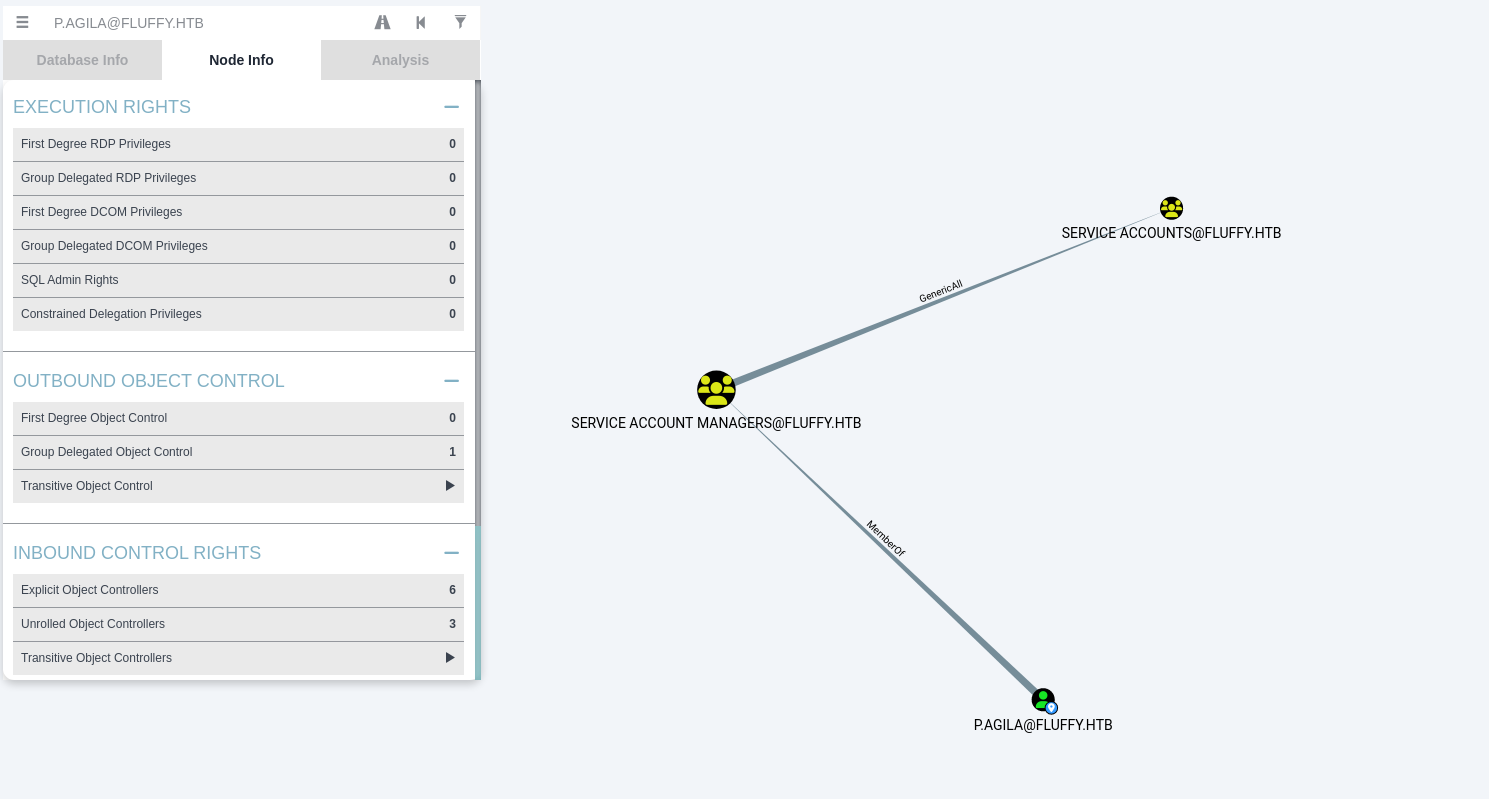 P.AGILA@FLUFFY.HTB
Database Info
Node Info
Analysis
EXECUTION RIGHTS
First Degree RDP Privileges 0
Group Delegated RDP Privileges 0
First Degree DCOM Privileges 0
Group Delegated DCOM Privileges 0
SQL Admin Rights 0
Constrained Delegation Privileges 0
OUTBOUND OBJECT CONTROL
First Degree Object Control 0
Group Delegated Object Control 1
Transitive Object Control
INBOUND CONTROL RIGHTS
Explicit Object Controllers 6
Unrolled Object Controllers 3
Transitive Object Controllers
SERVICE ACCOUNTS@FLUFFY.HTB
GenericAll
SERVICE ACCOUNT MANAGERS@FLUFFY.HTB
MemberOf
P.AGILA@FLUFFY.HTB